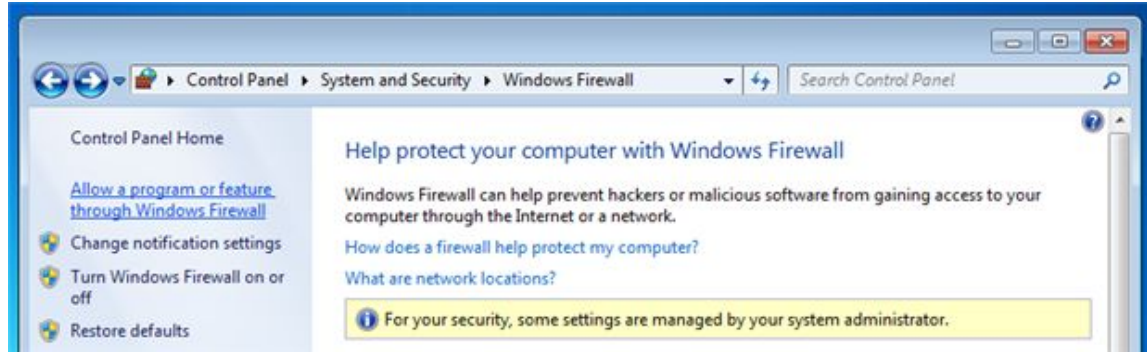 Control Panel ▸ System and Security ▸ Windows Firewall
Search Control Panel
Control Panel Home
Allow a program or feature
through Windows Firewall
Change notification settings
Turn Windows Firewall on or
off
Restore defaults
Help protect your computer with Windows Firewall
Windows Firewall can help prevent hackers or malicious software from gaining access to your
computer through the Internet or a network.
How does a firewall help protect my computer?
What are network locations?
For your security, some settings are managed by your system administrator.